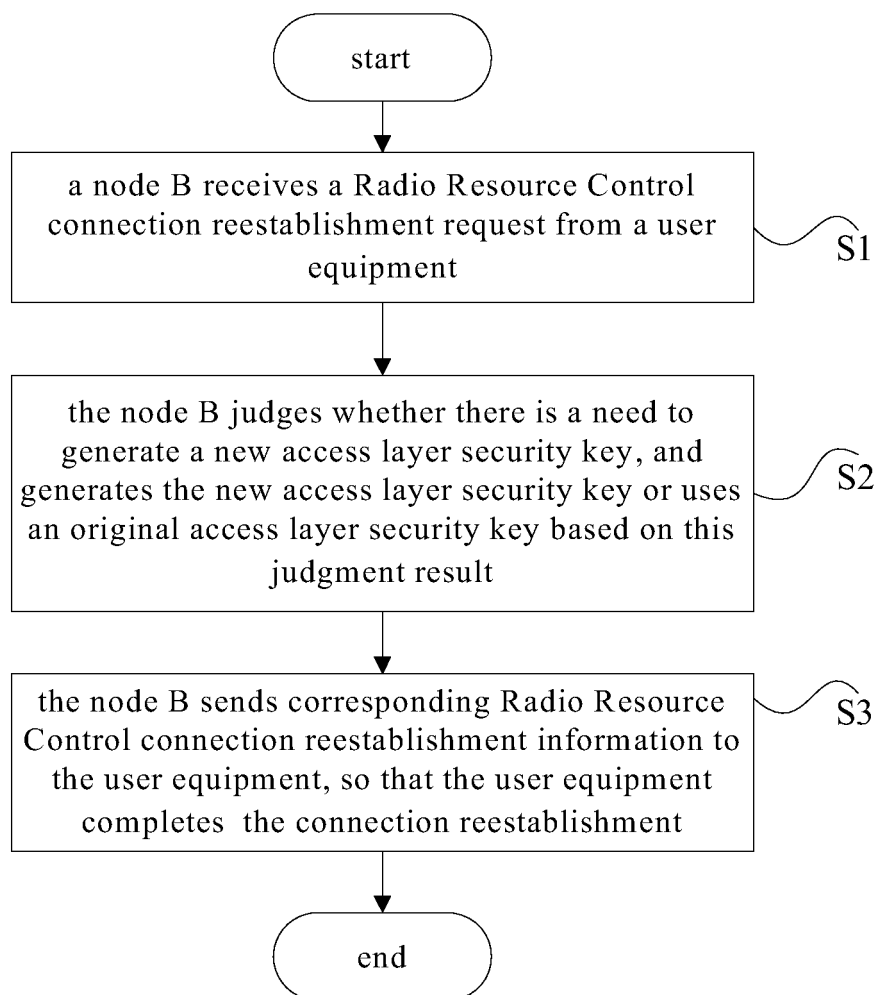 start
a node B receives a Radio Resource Control
connection reestablishment request from a user
equipment
S1
the node B judges whether there is a need to
generate a new access layer security key, and
generates the new access layer security key or uses
an original access layer security key based on this
judgment result
S2
the node B sends corresponding Radio Resource
Control connection reestablishment information to
the user equipment, so that the user equipment
completes the connection reestablishment
S3
end